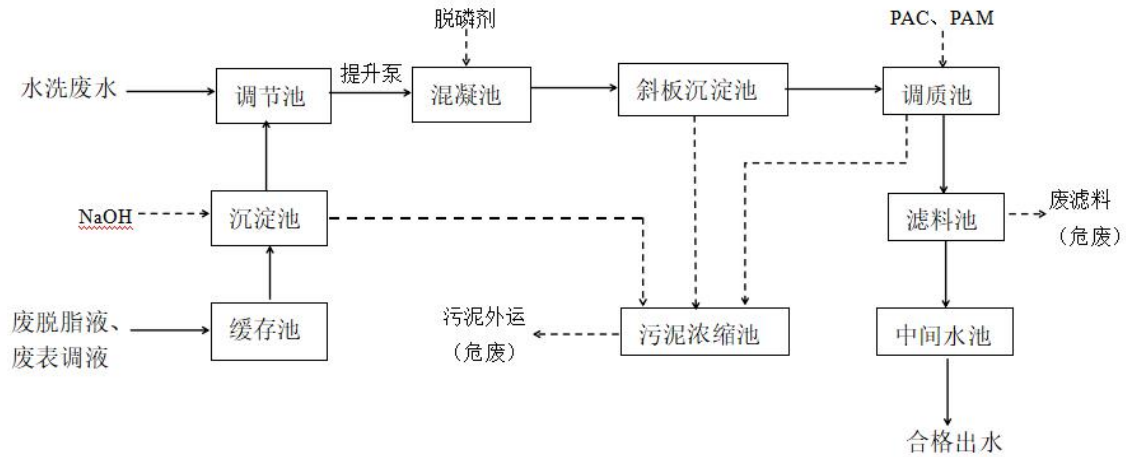 脱磷剂
PAC、PAM
水洗废水
调节池
提升泵
混凝池
斜板沉淀池
调质池
NaOH
沉淀池
滤料池
废滤料
（危废）
废脱脂液、
废表调液
缓存池
污泥外运
（危废）
污泥浓缩池
中间水池
合格出水